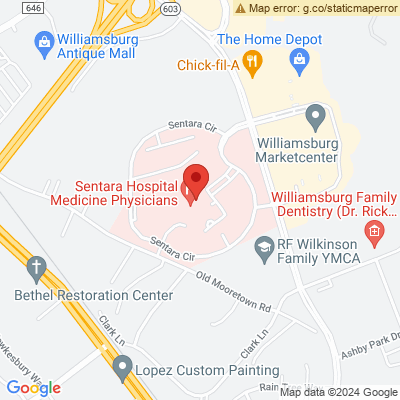 646
603
Map error: g.co/staticmaperror
Williamsburg
Antique Mall
The Home Depot
Chick-fil-A
Sentara Cir
Williamsburg
Marketcenter
Sentara Hospital
Medicine Physicians
Williamsburg Family
Dentistry (Dr. Rick...
RF Wilkinson
Family YMCA
Sentara Cir
Bethel Restoration Center
Old Mooretown Rd
Clark Ln
Clark Ln
Ashby Park Dr
Lopez Custom Painting
Google
Map data ©2024 Google